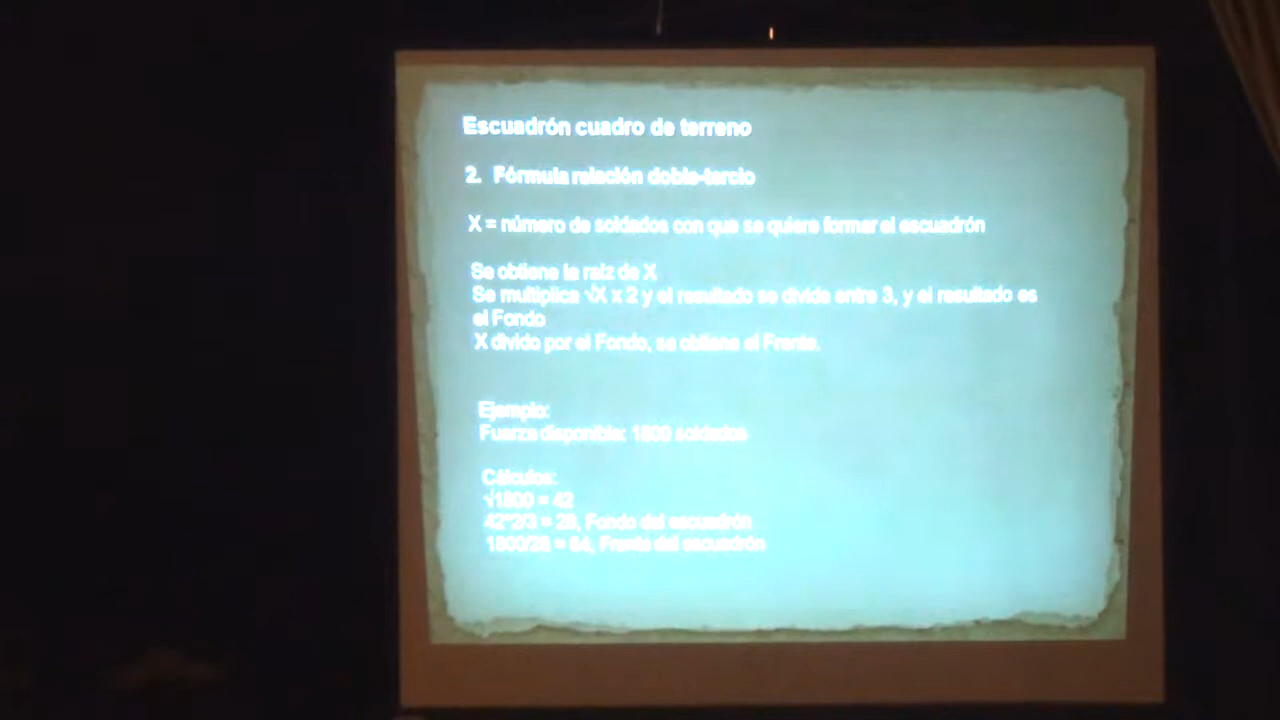 Escuadrón cuadro de terreno
2. Fórmula relación doble-tercio
X = número de soldados con que se quiere formar el escuadrón
Se obtiene la raíz de X
Se multiplica √X x 2 y el resultado se divide entre 3, y el resultado es
el Fondo
X divido por el Fondo, se obtiene el Frente.
Ejemplo:
Fuerza disponible: 1800 soldados
Cálculos:
√1800 = 42
42*2/3 = 28, Fondo del escuadrón
1800/28 = 64, Frente del escuadrón